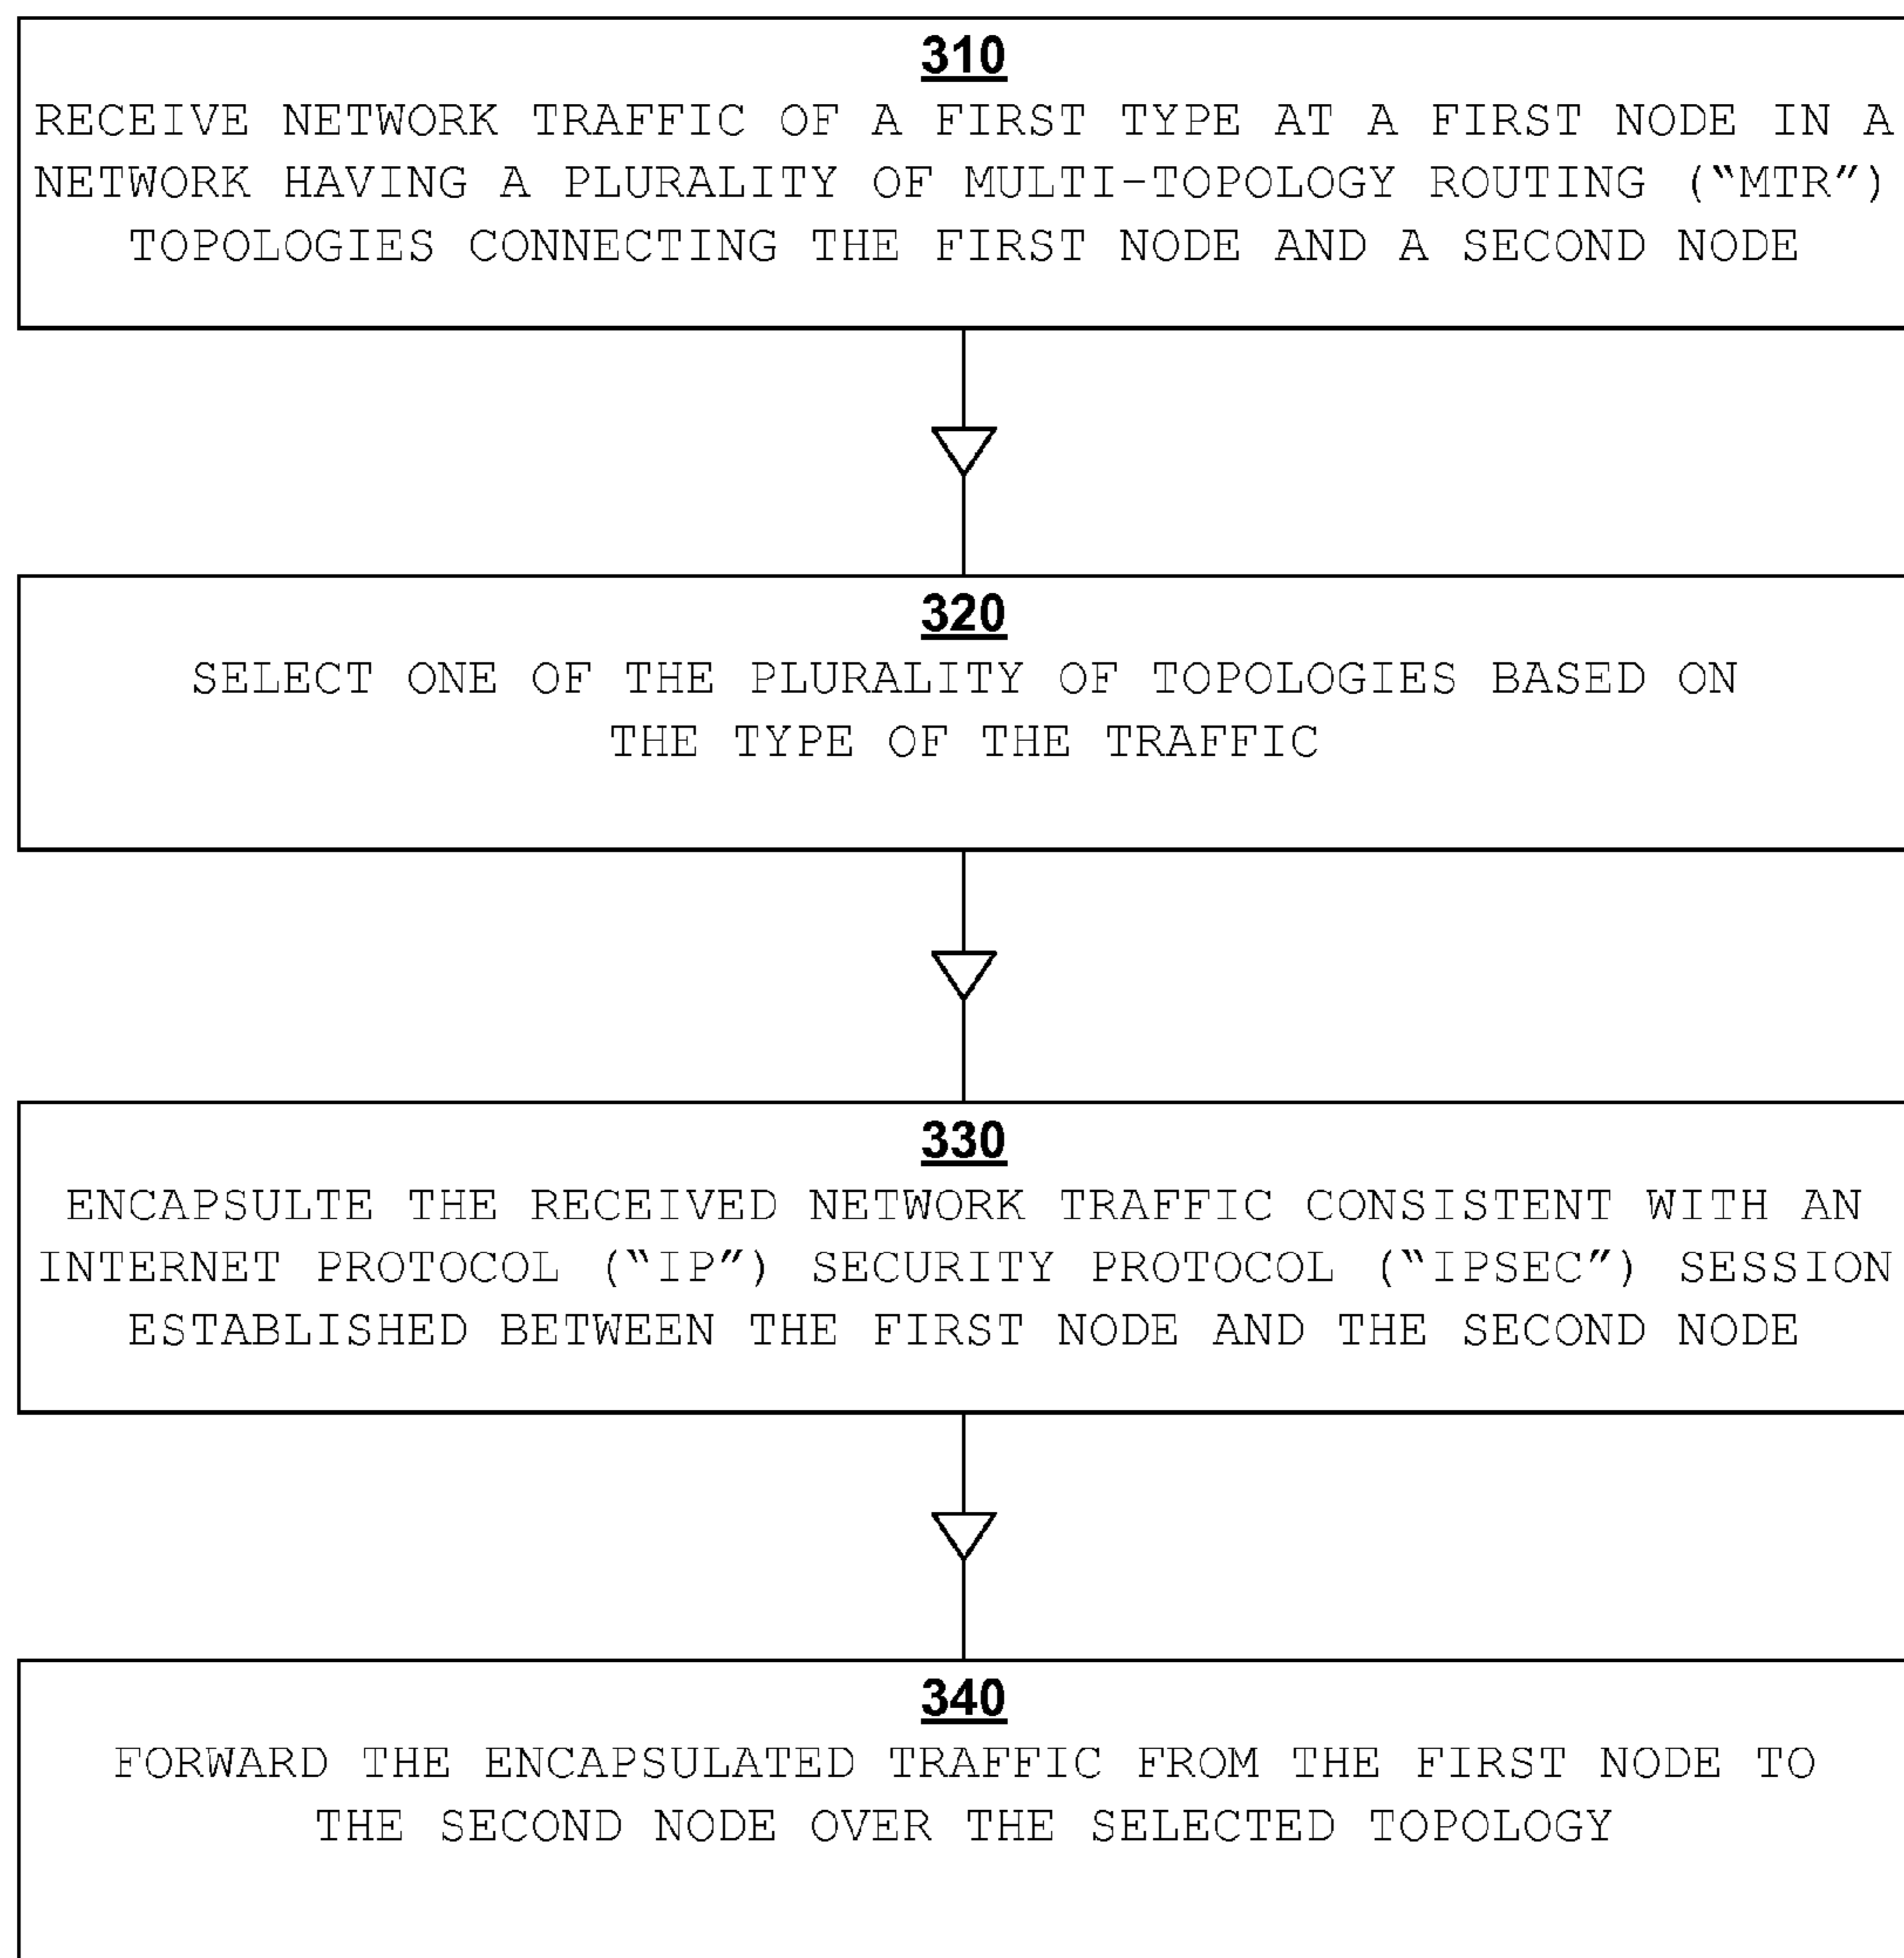 310
RECEIVE NETWORK TRAFFIC OF A FIRST TYPE AT A FIRST NODE IN A
NETWORK HAVING A PLURALITY OF MULTI-TOPOLOGY ROUTING (“MTR”)
TOPOLOGIES CONNECTING THE FIRST NODE AND A SECOND NODE
320
SELECT ONE OF THE PLURALITY OF TOPOLOGIES BASED ON
THE TYPE OF THE TRAFFIC
330
ENCAPSULTE THE RECEIVED NETWORK TRAFFIC CONSISTENT WITH AN
INTERNET PROTOCOL (“IP”) SECURITY PROTOCOL (“IPSEC”) SESSION
ESTABLISHED BETWEEN THE FIRST NODE AND THE SECOND NODE
340
FORWARD THE ENCAPSULATED TRAFFIC FROM THE FIRST NODE TO
THE SECOND NODE OVER THE SELECTED TOPOLOGY